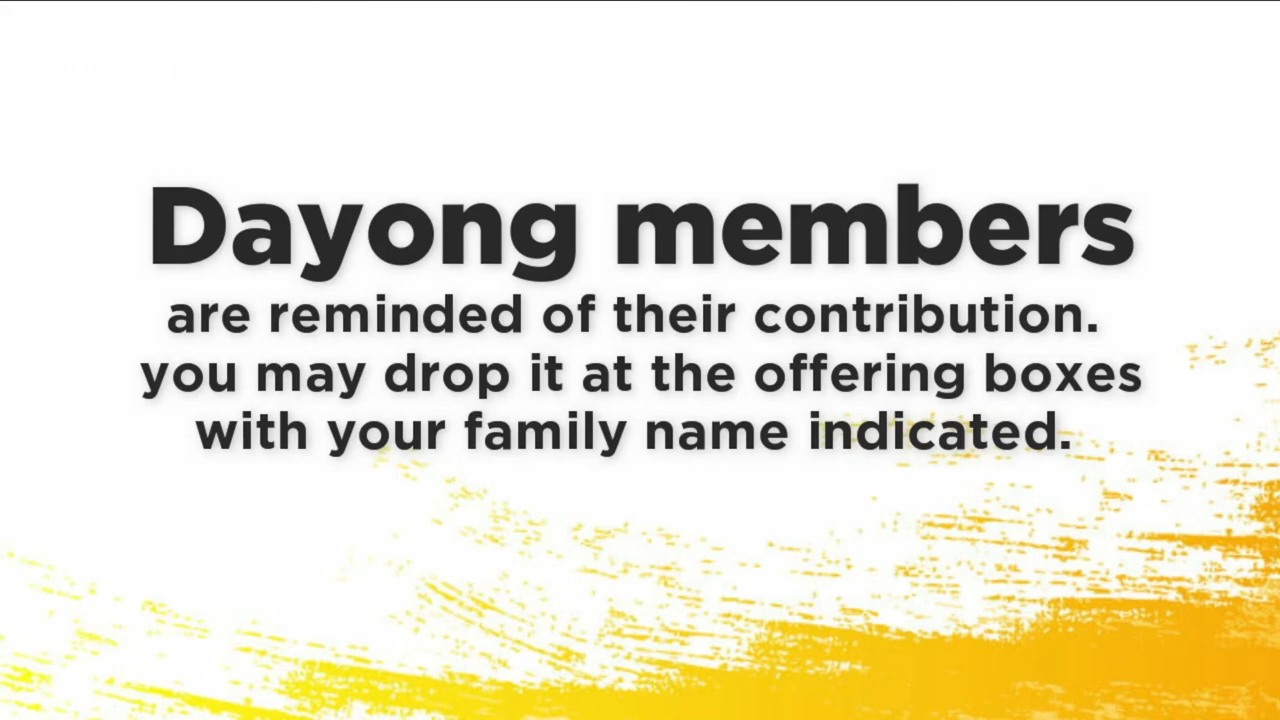 Dayong members
are reminded of their contribution.
you may drop it at the offering boxes
with your family name indicated.